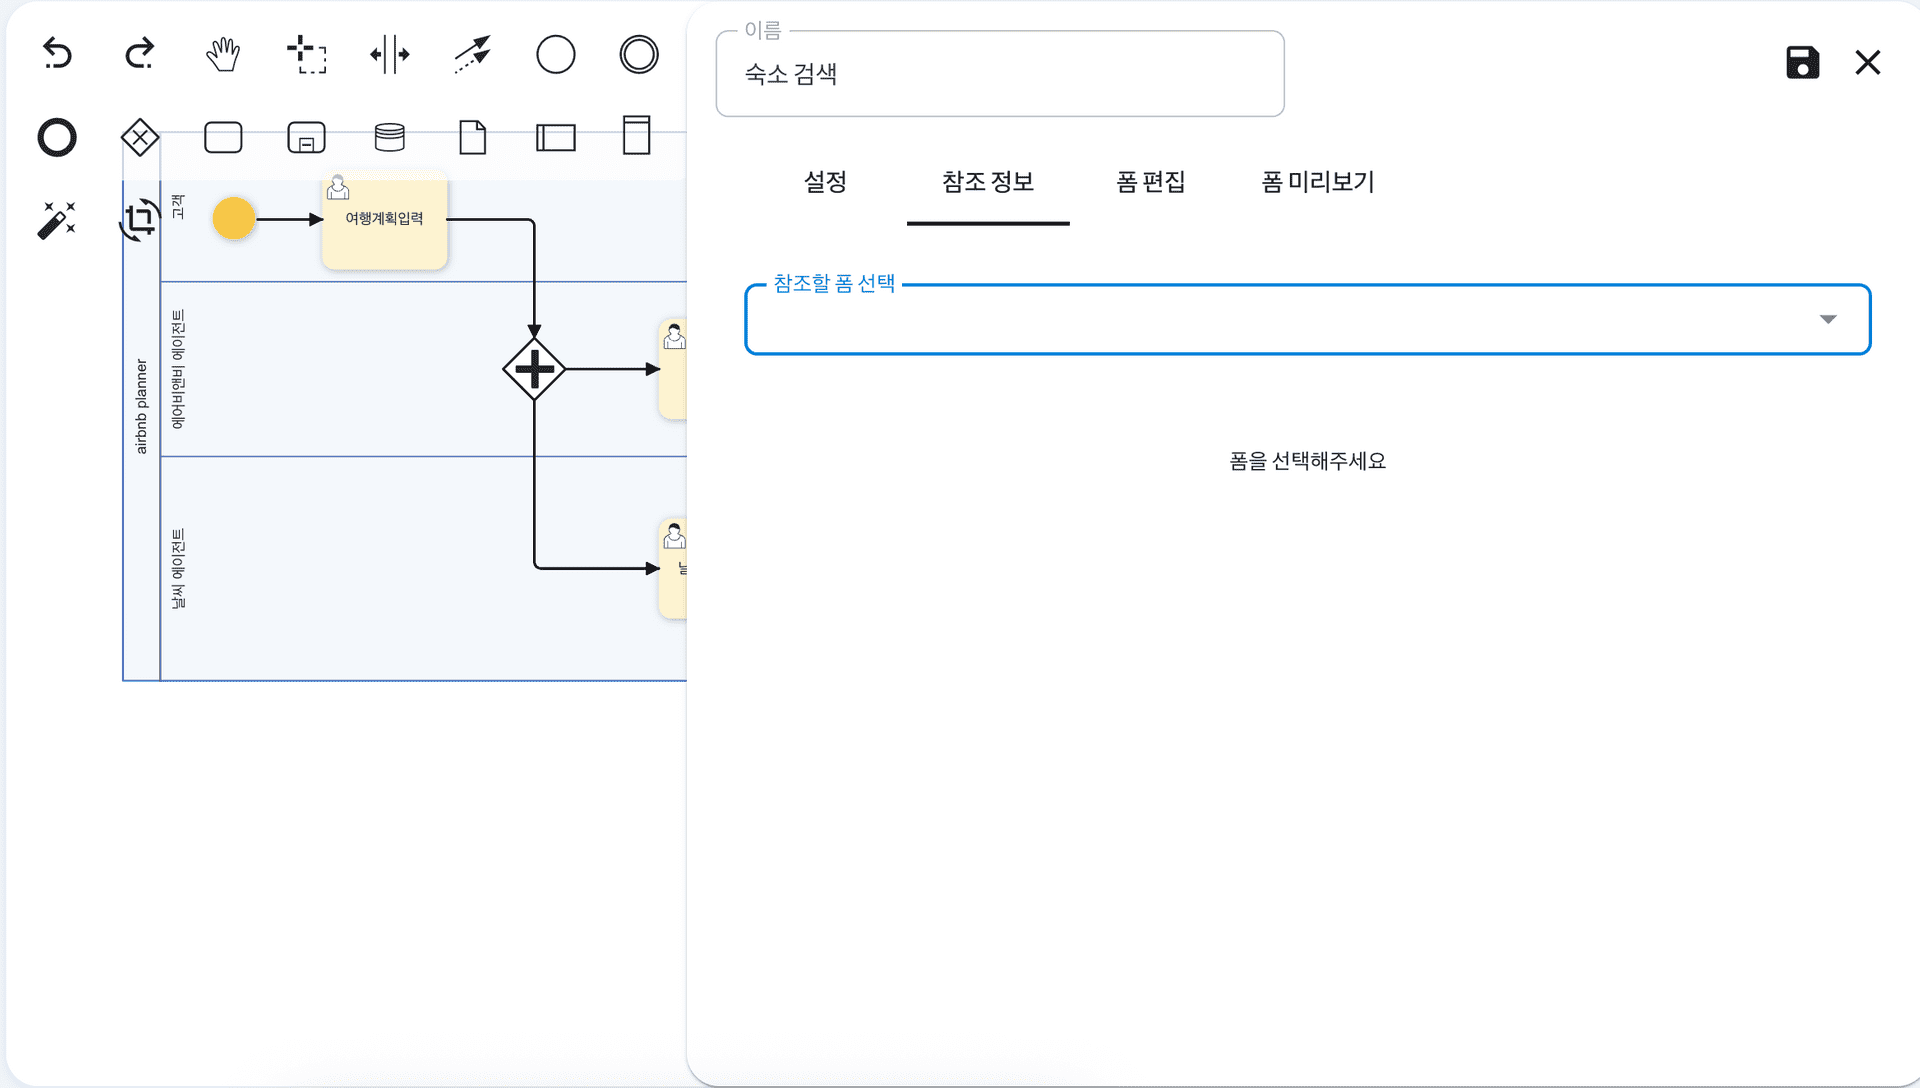 이름
숙소 검색
설정
참조 정보
폼 편집
폼 미리보기
참조할 폼 선택
폼을 선택해주세요
airbnb planner
고객
여행계획입력
에어비앤비 에이전트
날씨 에이전트